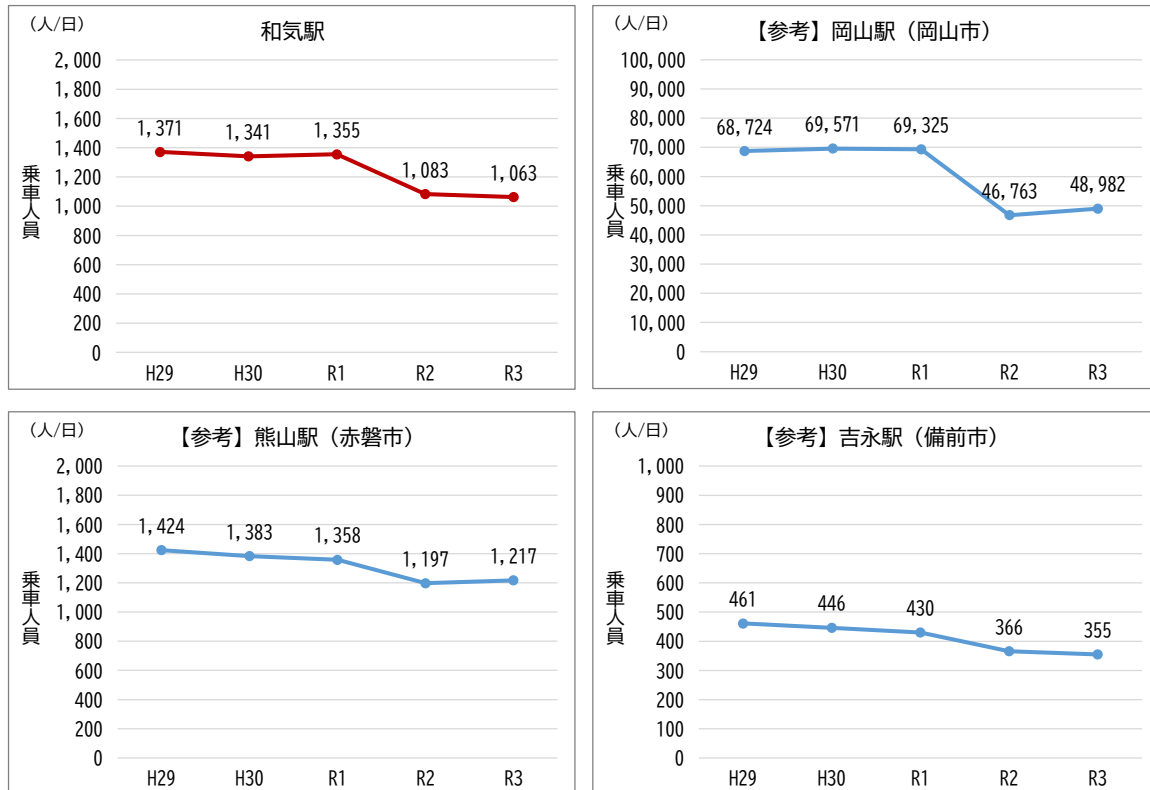 （人/日）
和気駅
2,000
1,800
1,600
1,400
1,200
1,000
800
600
400
200
0
乗車人員
1,371
1,341
1,355
1,083
1,063
H29
H30
R1
R2
R3
（人/日）
【参考】岡山駅（岡山市）
100,000
90,000
80,000
70,000
60,000
50,000
40,000
30,000
20,000
10,000
0
乗車人員
68,724
69,571
69,325
46,763
48,982
H29
H30
R1
R2
R3
（人/日）
【参考】熊山駅（赤磐市）
2,000
1,800
1,600
1,400
1,200
1,000
800
600
400
200
0
乗車人員
1,424
1,383
1,358
1,197
1,217
H29
H30
R1
R2
R3
（人/日）
【参考】吉永駅（備前市）
1,000
900
800
700
600
500
400
300
200
100
0
乗車人員
461
446
430
366
355
H29
H30
R1
R2
R3